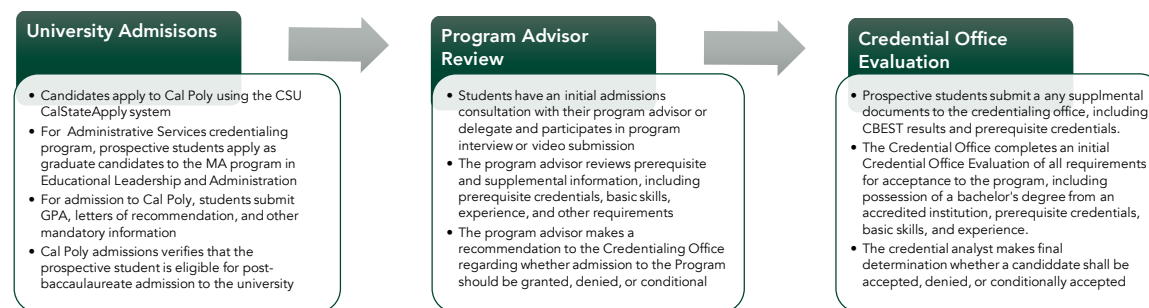 University Admisisons
• Candidates apply to Cal Poly using the CSU
CalStateApply system
• For Administrative Services credentialing
program, prospective students apply as
graduate candidates to the MA program in
Educational Leadership and Administration
• For admission to Cal Poly, students submit
GPA, letters of recommendation, and other
mandatory information
• Cal Poly admissions verifies that the
prospective student is eligible for post-
baccaulaureate admission to the university
Program Advisor
Review
• Students have an initial admissions
consultation with their program advisor or
delegate and participates in program
interview or video submission
• The program advisor reviews prerequisite
and supplemental information, including
prerequisite credentials, basic skills,
experience, and other requirements
• The program advisor makes a
recommendation to the Credentialing Office
regarding whether admission to the Program
should be granted, denied, or conditional
Credential Office
Evaluation
• Prospective students submit a any supplmental
documents to the credentialing office, including
CBEST results and prerequisite credentials.
• The Credential Office completes an initial
Credential Office Evaluation of all requirements
for acceptance to the program, including
possession of a bachelor's degree from an
accredited institution, prerequisite credentials,
basic skills, and experience.
• The credential analyst makes final
determination whether a candiddate shall be
accepted, denied, or conditionally accepted